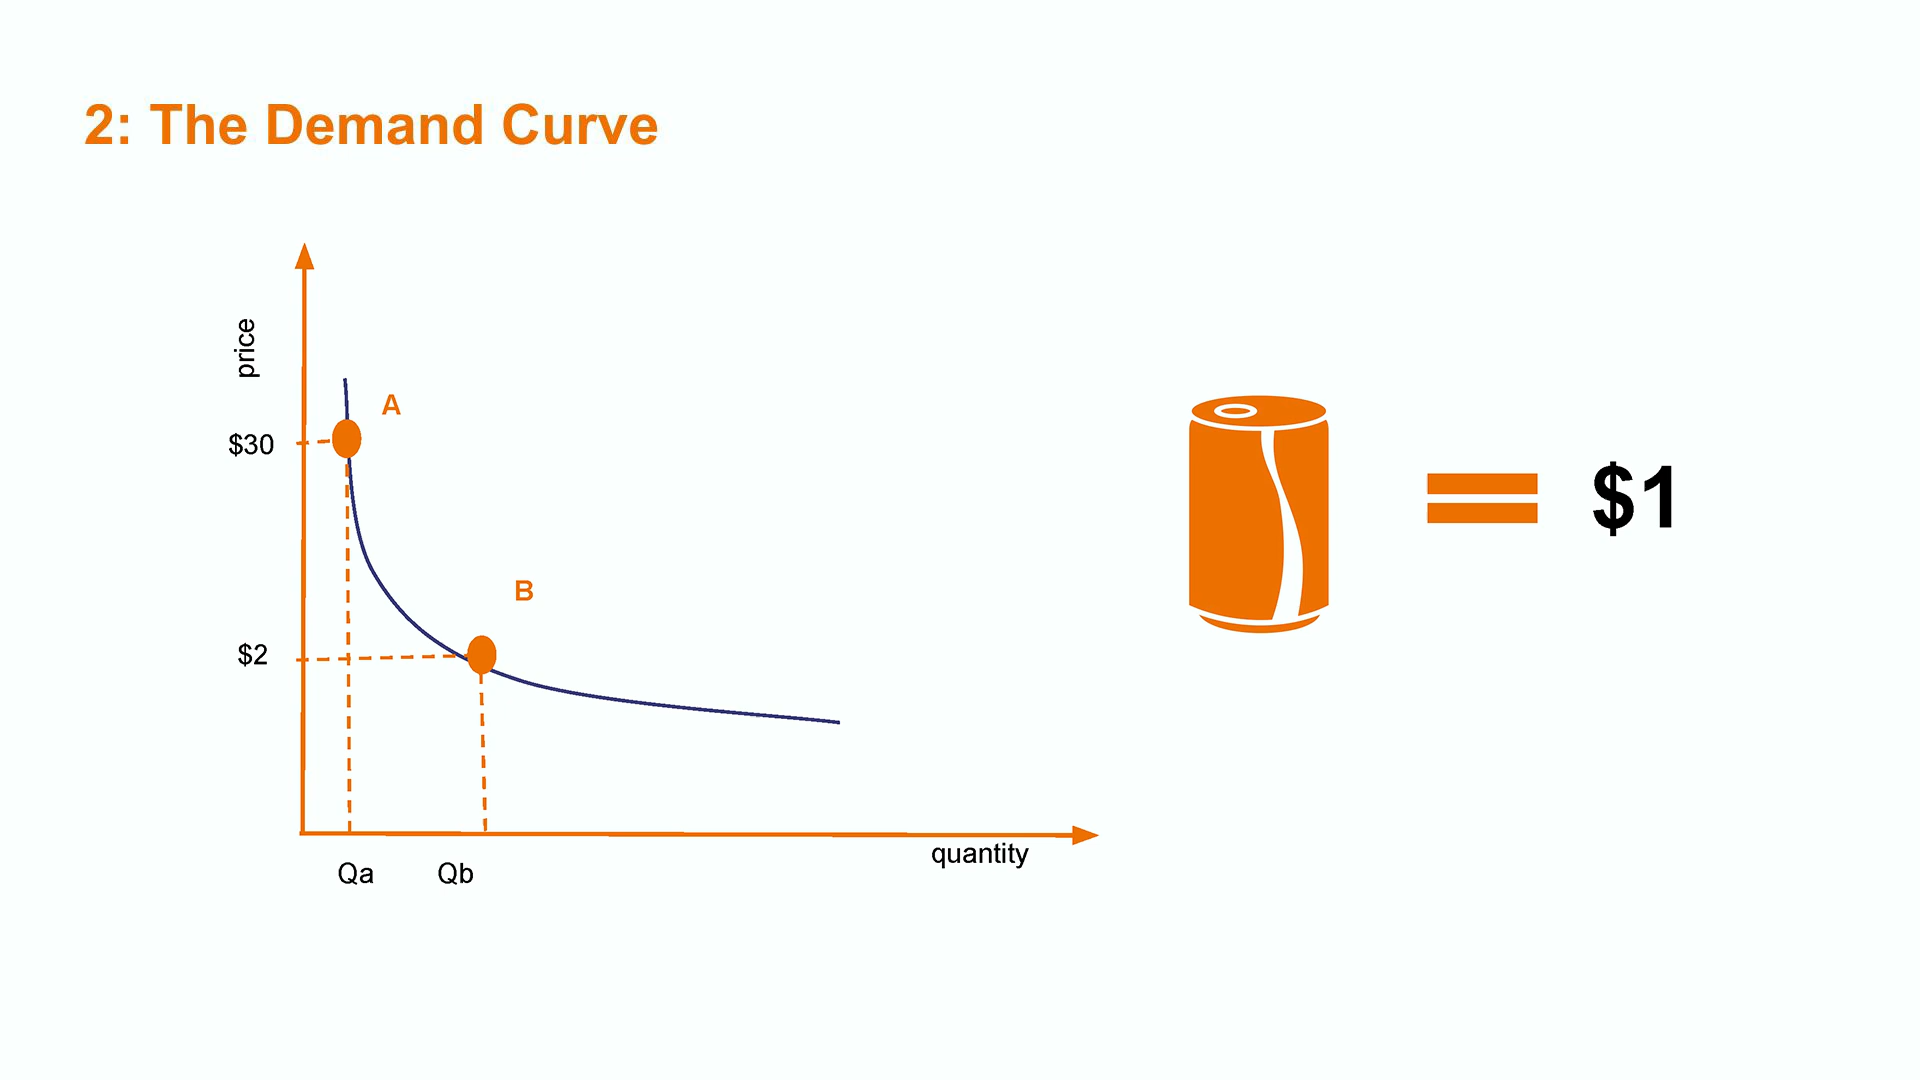 2: The Demand Curve
price
A
$30
B
$2
Qa
Qb
quantity
$1